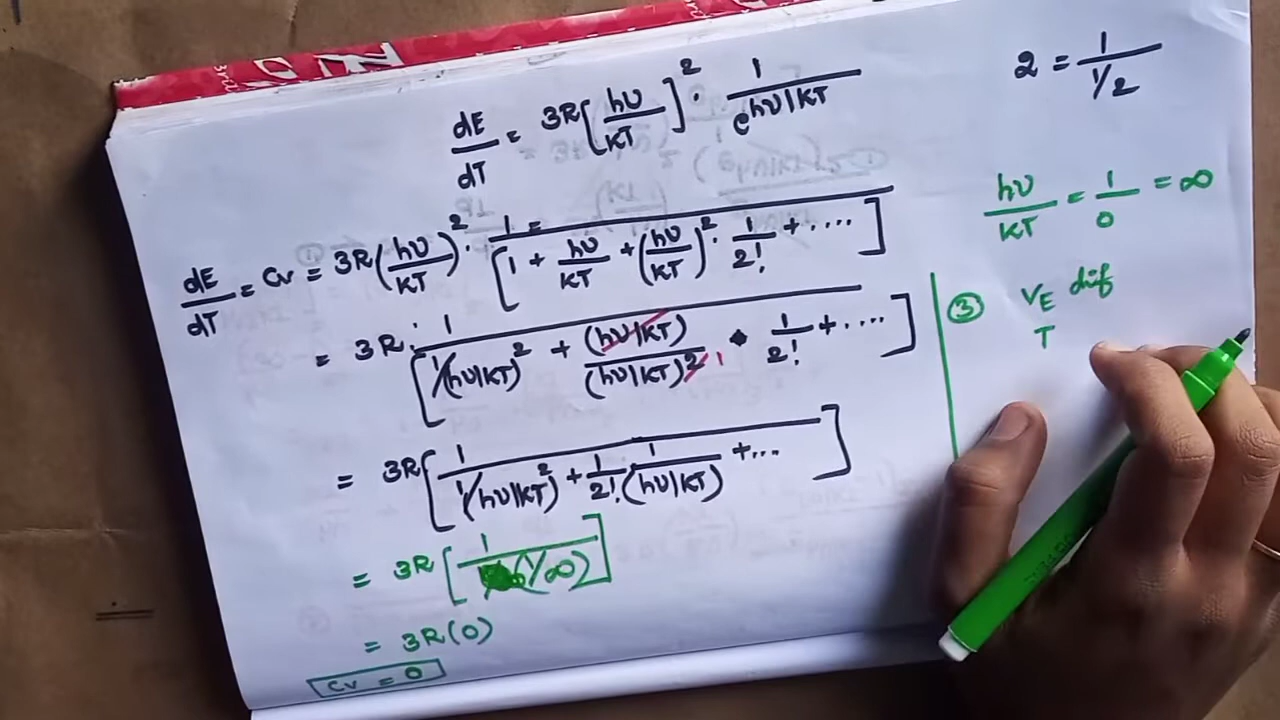 dE/dT = 3R[hυ/KT]² · 1/e^hυ|KT
2 = 1/1/2
dE/dT = Cv = 3R(hυ/KT)² · 1/[1 + hυ/KT + (hυ/KT)² · 1/2! + ....]
hυ/KT = 1/0 = ∞
= 3R · 1/[1/(hυ|KT)² + (hυ|KT)/(hυ|KT)² 1 · 1/2! + ....]
③ VE dif
T
= 3R[1/1/(hυ|KT)² + 1/2! 1/(hυ|KT) + ...]
= 3R[1/(1/∞)]
= 3R(0)
Cv = 0